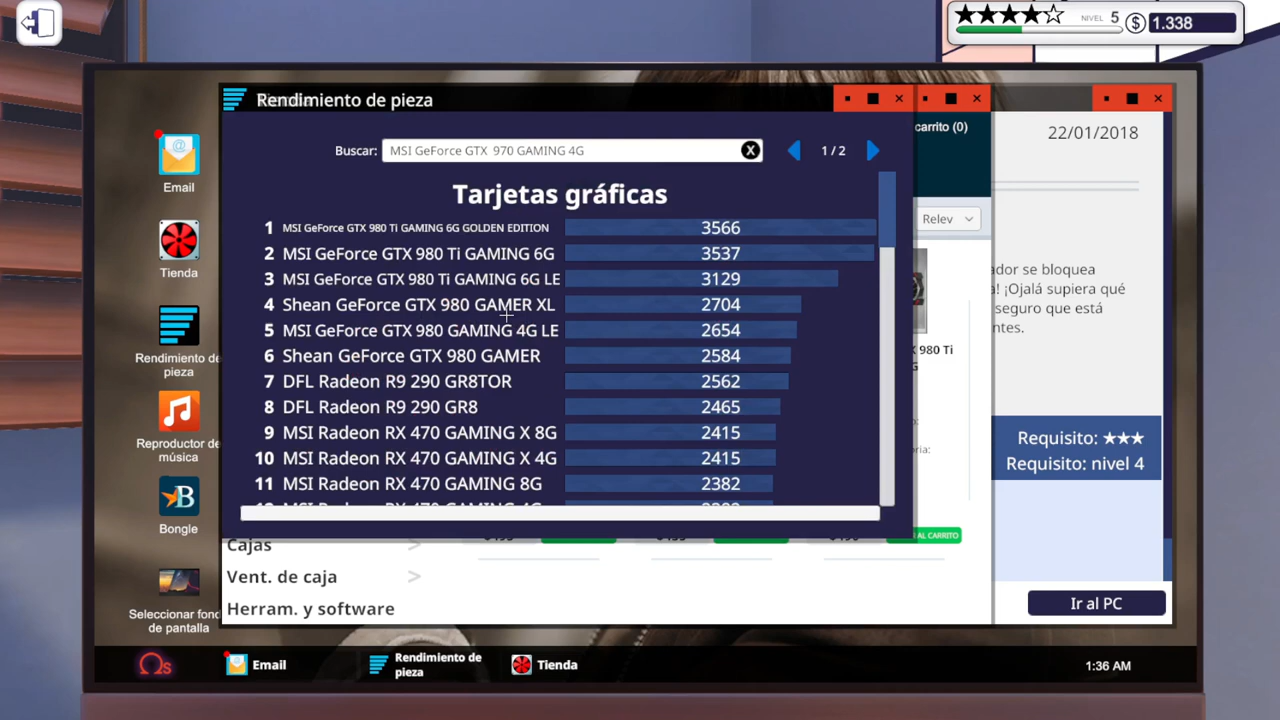 NIVEL 5 $ 1.338
Rendimiento de pieza
carrito (0)
22/01/2018
Buscar: MSI GeForce GTX 970 GAMING 4G X 1 / 2
Email
Tarjetas gráficas
Relev
1 MSI GeForce GTX 980 Ti GAMING 6G GOLDEN EDITION 3566
2 MSI GeForce GTX 980 Ti GAMING 6G 3537
3 MSI GeForce GTX 980 Ti GAMING 6G LE 3129
4 Shean GeForce GTX 980 GAMER XL 2704
5 MSI GeForce GTX 980 GAMING 4G LE 2654
6 Shean GeForce GTX 980 GAMER 2584
7 DFL Radeon R9 290 GR8TOR 2562
8 DFL Radeon R9 290 GR8 2465
9 MSI Radeon RX 470 GAMING X 8G 2415
10 MSI Radeon RX 470 GAMING X 4G 2415
11 MSI Radeon RX 470 GAMING 8G 2382
Tienda
Rendimiento de
pieza
Reproductor de
música
Bongle
Seleccionar fond
de pantalla
ador se bloquea
a! ¡Ojalá supiera qué
seguro que está
ntes.
X 980 Ti
G
Requisito: ★★★
Requisito: nivel 4
AL CARRITO
Cajas >
Vent. de caja >
Herram. y software
Ir al PC
Ωs Email
Rendimiento de
pieza
Tienda
1:36 AM